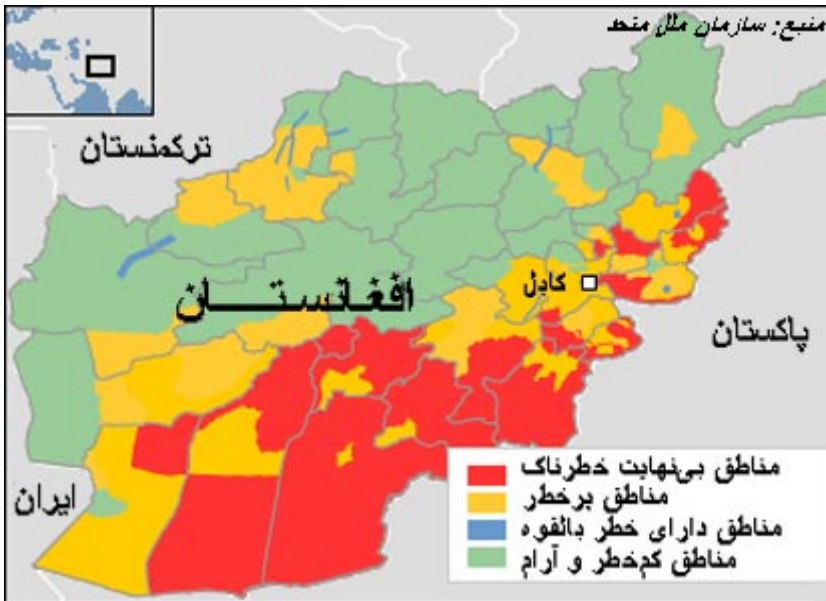 منبع: سازمان ملل متحد
ترکمنستان
افغانستان
کابل
پاکستان
ایران
مناطق بی‌نهایت خطرناک
مناطق پرخطر
مناطق دارای خطر بالقوه
مناطق کم‌خطر و آرام